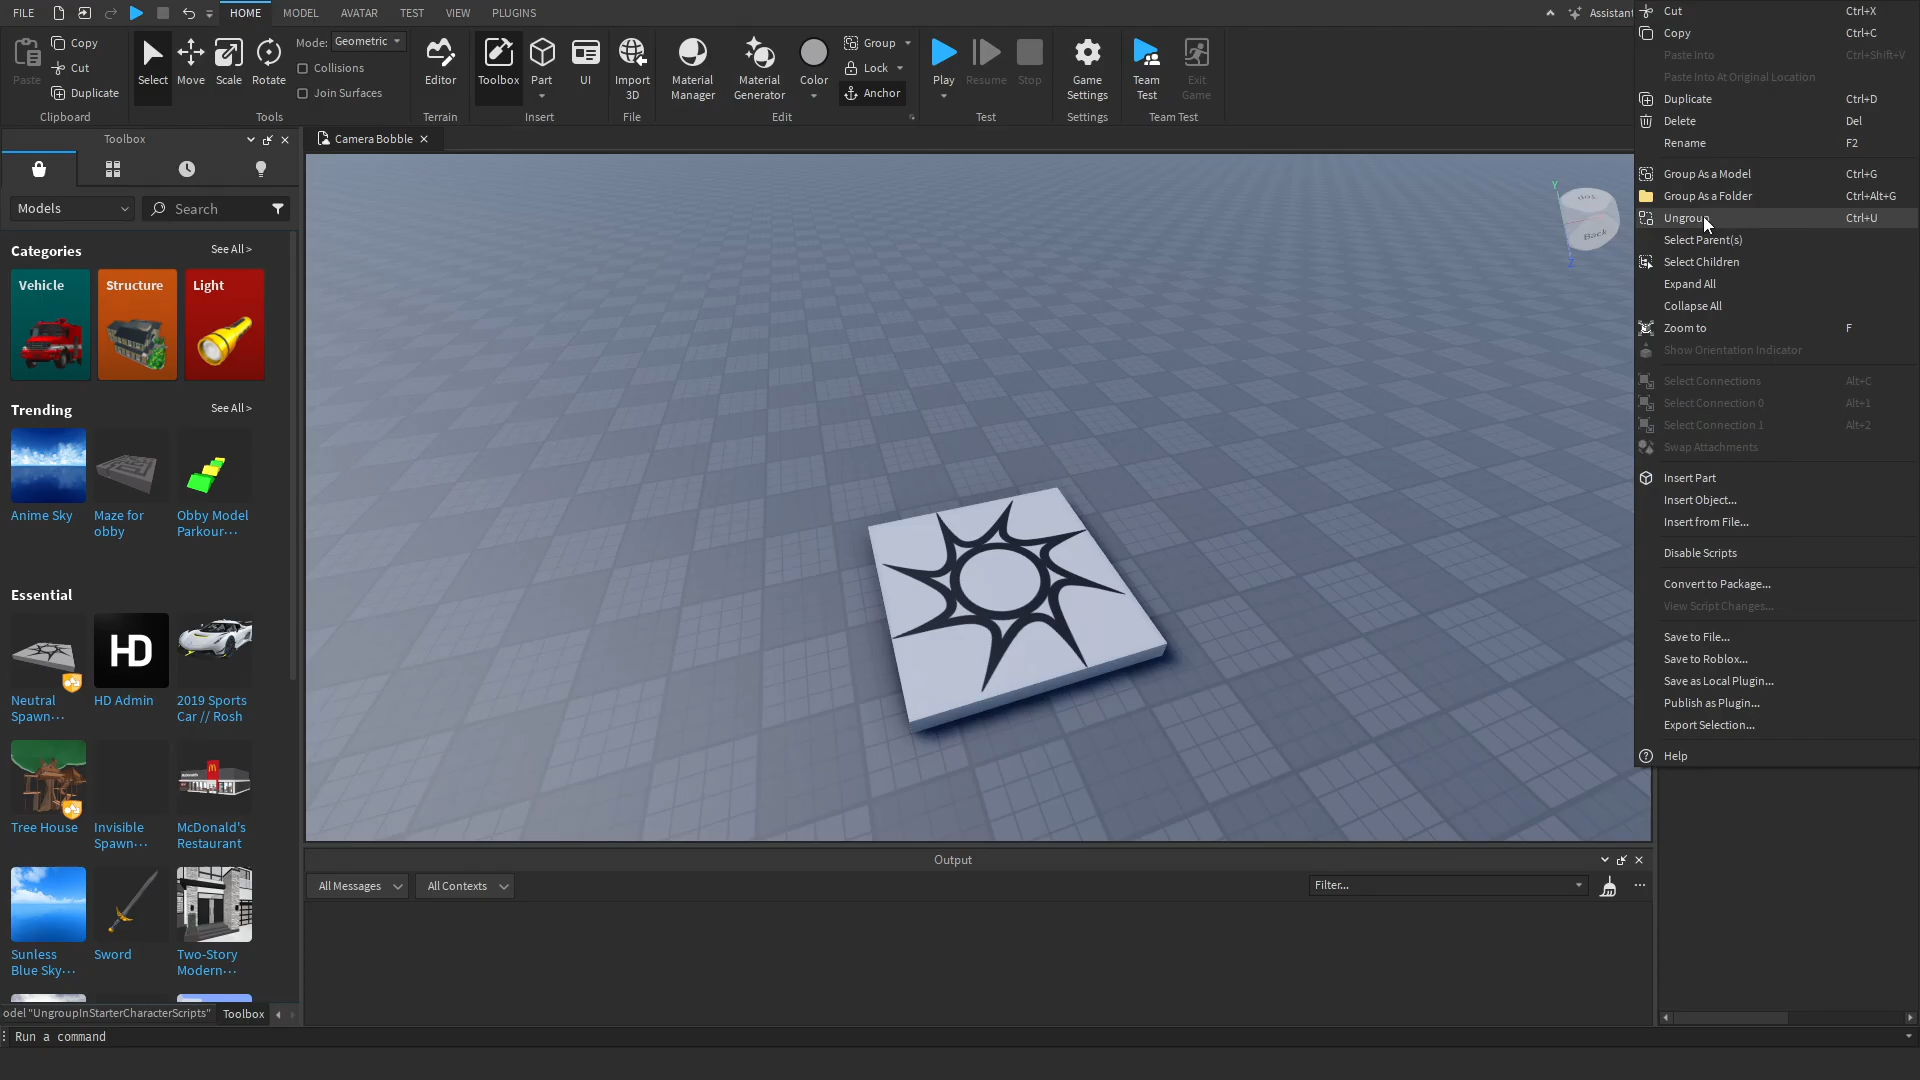 FILE
HOME
MODEL
AVATAR
TEST
VIEW
PLUGINS
Assistant
Paste
Copy
Cut
Duplicate
Clipboard
Select
Move
Scale
Rotate
Mode:
Geometric
Collisions
Join Surfaces
Tools
Editor
Terrain
Toolbox
Part
UI
Insert
Import
3D
File
Material
Manager
Material
Generator
Color
Group
Lock
Anchor
Edit
Play
Resume
Stop
Test
Game
Settings
Settings
Team
Test
Exit
Game
Team Test
Toolbox
Camera Bobble
Models
Search
Categories
See All >
Vehicle
Structure
Light
Trending
See All >
Anime Sky
Maze for
obby
Obby Model
Parkour···
Essential
HD
Neutral
Spawn···
HD Admin
2019 Sports
Car // Rosh
Tree House
Invisible
Spawn···
McDonald's
Restaurant
Sunless
Blue Sky···
Sword
Two-Story
Modern···
odel "UngroupInStarterCharacterScripts"
Toolbox
Run a command
Y
Top
Back
Z
Output
All Messages
All Contexts
Filter...
Cut Ctrl+X
Copy Ctrl+C
Paste Into Ctrl+Shift+V
Paste Into At Original Location
Duplicate Ctrl+D
Delete Del
Rename F2
Group As a Model Ctrl+G
Group As a Folder Ctrl+Alt+G
Ungroup Ctrl+U
Select Parent(s)
Select Children
Expand All
Collapse All
Zoom to F
Show Orientation Indicator
Select Connections Alt+C
Select Connection 0 Alt+1
Select Connection 1 Alt+2
Swap Attachments
Insert Part
Insert Object...
Insert from File...
Disable Scripts
Convert to Package...
View Script Changes...
Save to File...
Save to Roblox...
Save as Local Plugin...
Publish as Plugin...
Export Selection...
Help